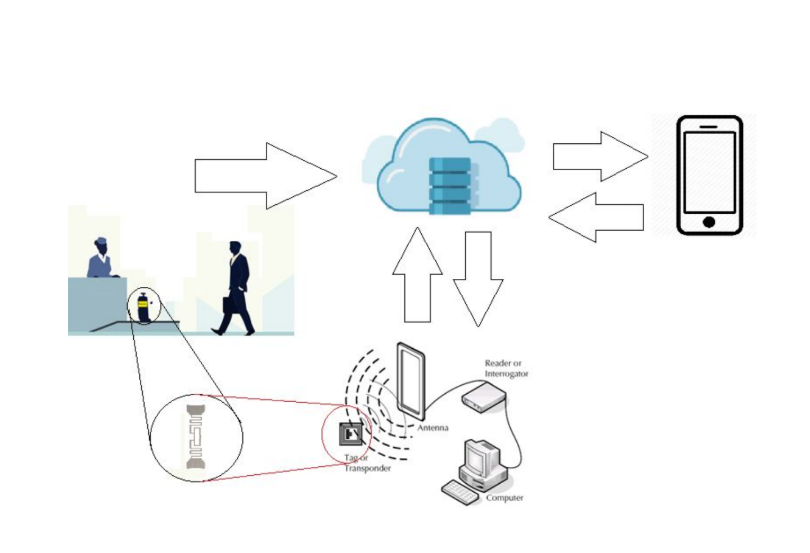 Reader or
Interrogator
Antenna
Tag or
Transponder
Computer